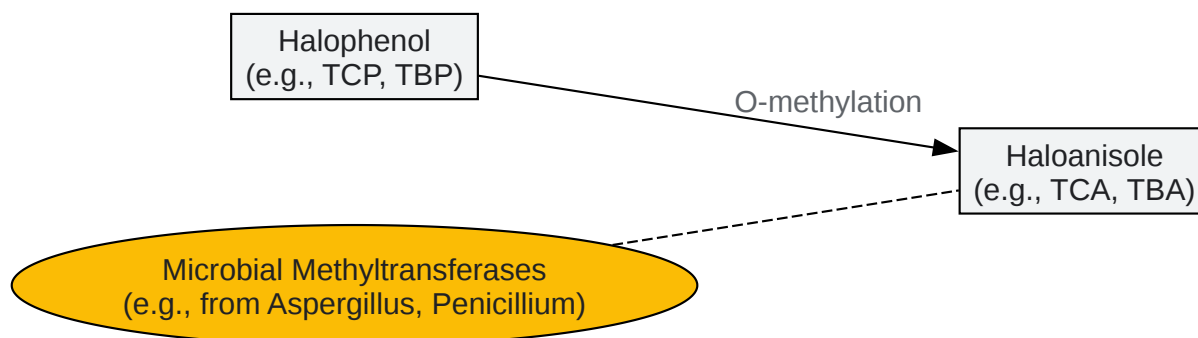 Halophenol
(e.g., TCP, TBP)
O-methylation
Haloanisole
(e.g., TCA, TBA)
Microbial Methyltransferases
(e.g., from Aspergillus, Penicillium)